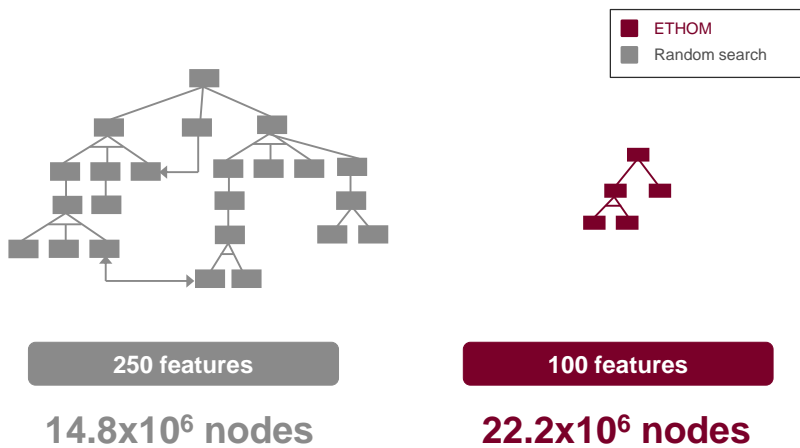 ETHOM
Random search
250 features
100 features
14.8x10⁶ nodes
22.2x10⁶ nodes